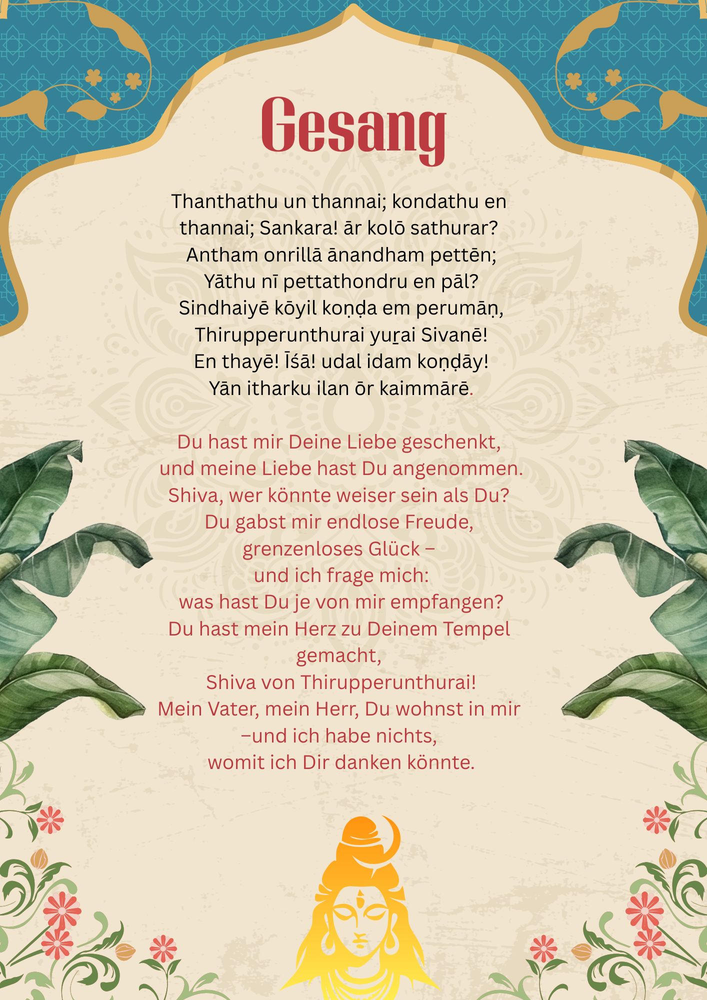 Gesang
Thanthathu un thannai; kondathu en
thannai; Sankara! ār kolō sathurar?
Antham onrillā ānandham pettēn;
Yāthu nī pettathondru en pāl?
Sindhaiyē kōyil koṇḍa em perumāṇ,
Thirupperunthurai yuṟai Sivanē!
En thayē! Īśā! udal idam koṇḍāy!
Yān itharku ilan ōr kaimmārē.
Du hast mir Deine Liebe geschenkt,
und meine Liebe hast Du angenommen.
Shiva, wer könnte weiser sein als Du?
Du gabst mir endlose Freude,
grenzenloses Glück –
und ich frage mich:
was hast Du je von mir empfangen?
Du hast mein Herz zu Deinem Tempel
gemacht,
Shiva von Thirupperunthurai!
Mein Vater, mein Herr, Du wohnst in mir
–und ich habe nichts,
womit ich Dir danken könnte.